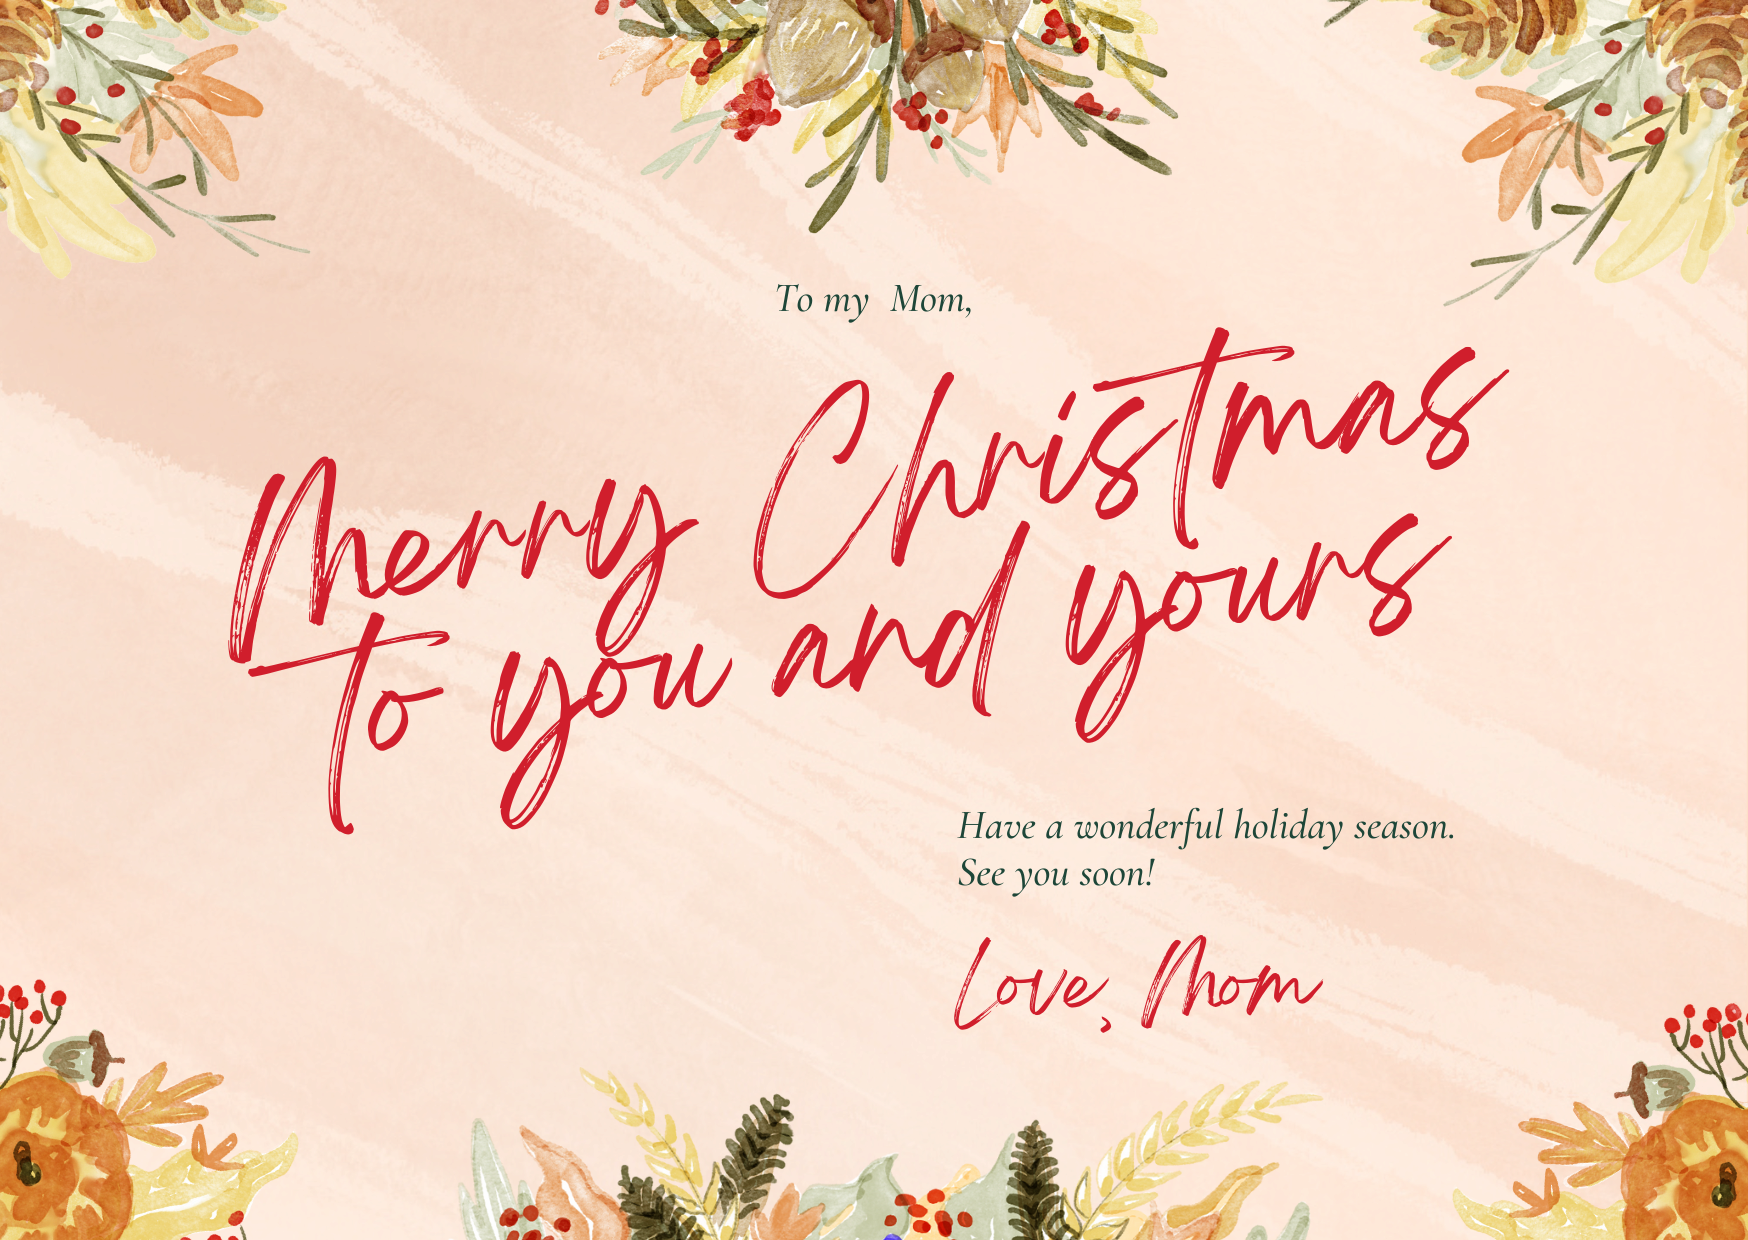 To my Mom,
Merry Christmas
to you and yours
Have a wonderful holiday season.
See you soon!
Love, Mom